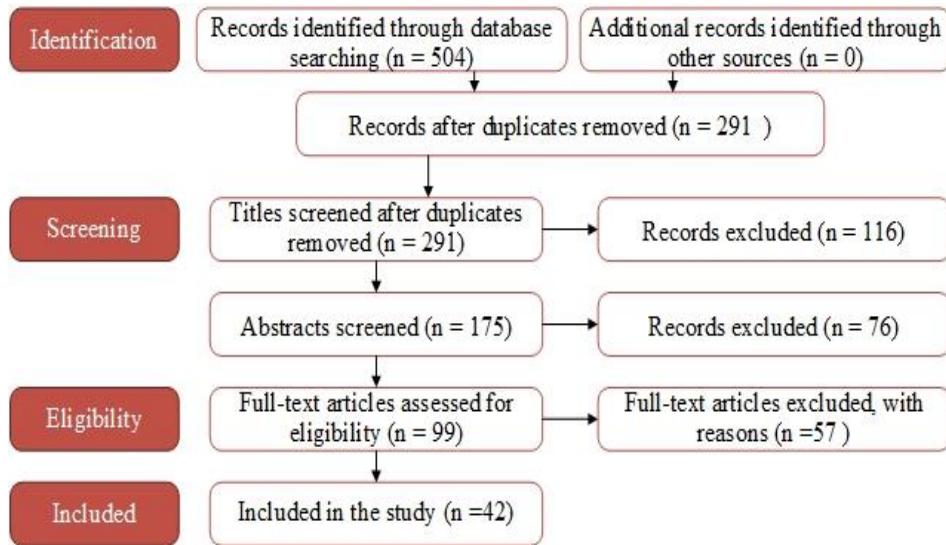 Identification
Records identified through database
searching (n = 504)
Additional records identified through
other sources (n = 0)
Records after duplicates removed (n = 291 )
Screening
Titles screened after duplicates
removed (n = 291)
Records excluded (n = 116)
Abstracts screened (n = 175)
Records excluded (n = 76)
Eligibility
Full-text articles assessed for
eligibility (n = 99)
Full-text articles excluded, with
reasons (n =57 )
Included
Included in the study (n =42)